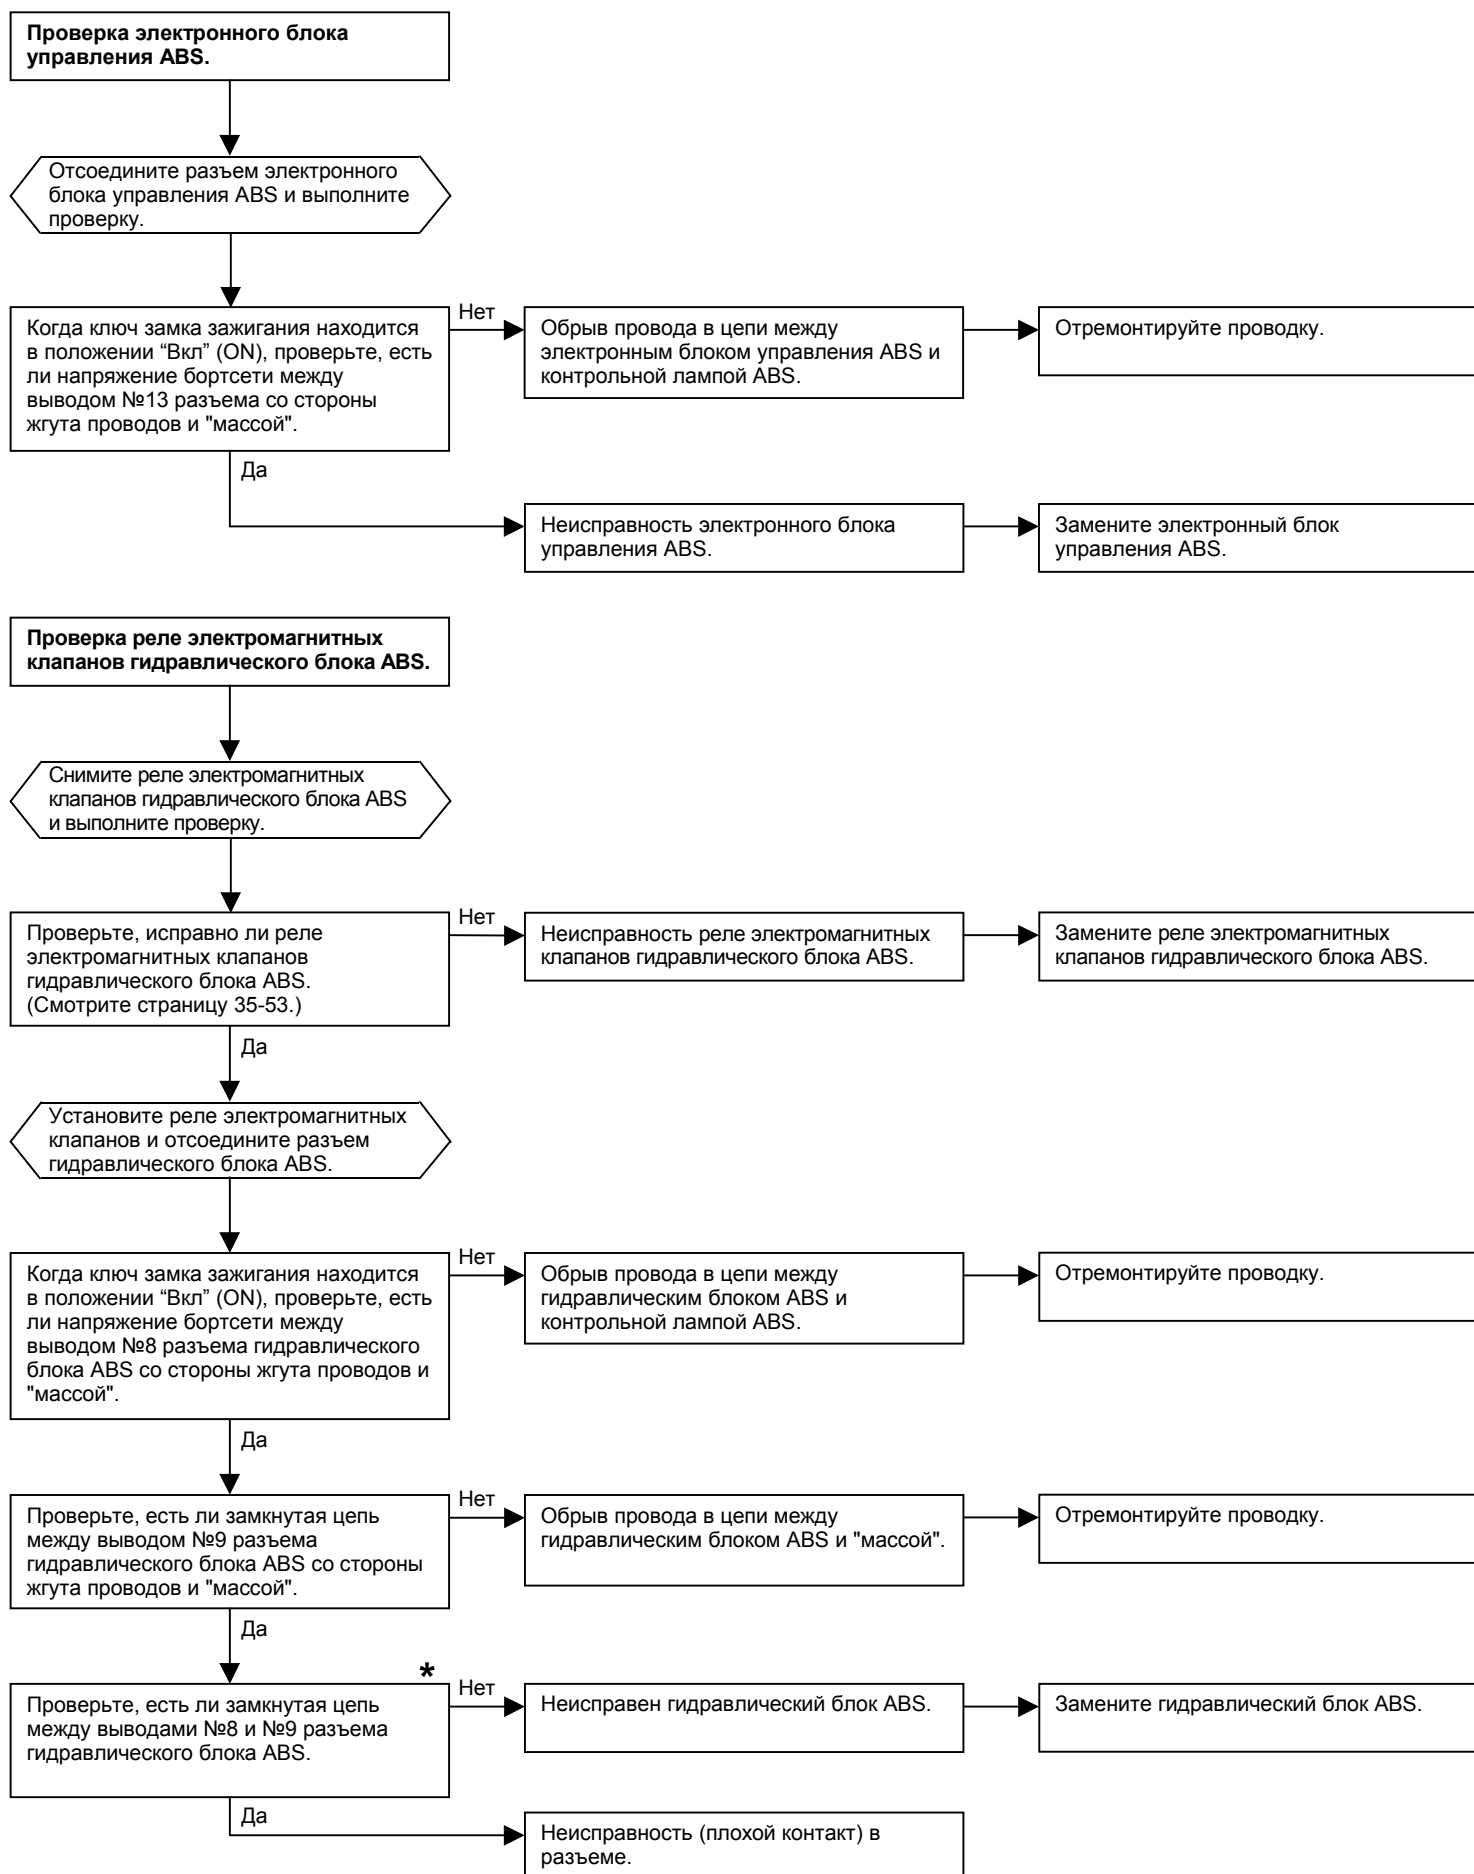 Проверка электронного блока
управления ABS.
Отсоедините разъем электронного
блока управления ABS и выполните
проверку.
Когда ключ замка зажигания находится
в положении “Вкл” (ON), проверьте, есть
ли напряжение бортсети между
выводом №13 разъема со стороны
жгута проводов и "массой".
Нет
Обрыв провода в цепи между
электронным блоком управления ABS и
контрольной лампой ABS.
Отремонтируйте проводку.
Да
Неисправность электронного блока
управления ABS.
Замените электронный блок
управления ABS.
Проверка реле электромагнитных
клапанов гидравлического блока ABS.
Снимите реле электромагнитных
клапанов гидравлического блока ABS
и выполните проверку.
Проверьте, исправно ли реле
электромагнитных клапанов
гидравлического блока ABS.
(Смотрите страницу 35-53.)
Нет
Неисправность реле электромагнитных
клапанов гидравлического блока ABS.
Замените реле электромагнитных
клапанов гидравлического блока ABS.
Да
Установите реле электромагнитных
клапанов и отсоедините разъем
гидравлического блока ABS.
Когда ключ замка зажигания находится
в положении “Вкл” (ON), проверьте, есть
ли напряжение бортсети между
выводом №8 разъема гидравлического
блока ABS со стороны жгута проводов и
"массой".
Нет
Обрыв провода в цепи между
гидравлическим блоком ABS и
контрольной лампой ABS.
Отремонтируйте проводку.
Да
Проверьте, есть ли замкнутая цепь
между выводом №9 разъема
гидравлического блока ABS со стороны
жгута проводов и "массой".
Нет
Обрыв провода в цепи между
гидравлическим блоком ABS и "массой".
Отремонтируйте проводку.
Да
*
Проверьте, есть ли замкнутая цепь
между выводами №8 и №9 разъема
гидравлического блока ABS.
Нет
Неисправен гидравлический блок ABS.
Замените гидравлический блок ABS.
Да
Неисправность (плохой контакт) в
разъеме.